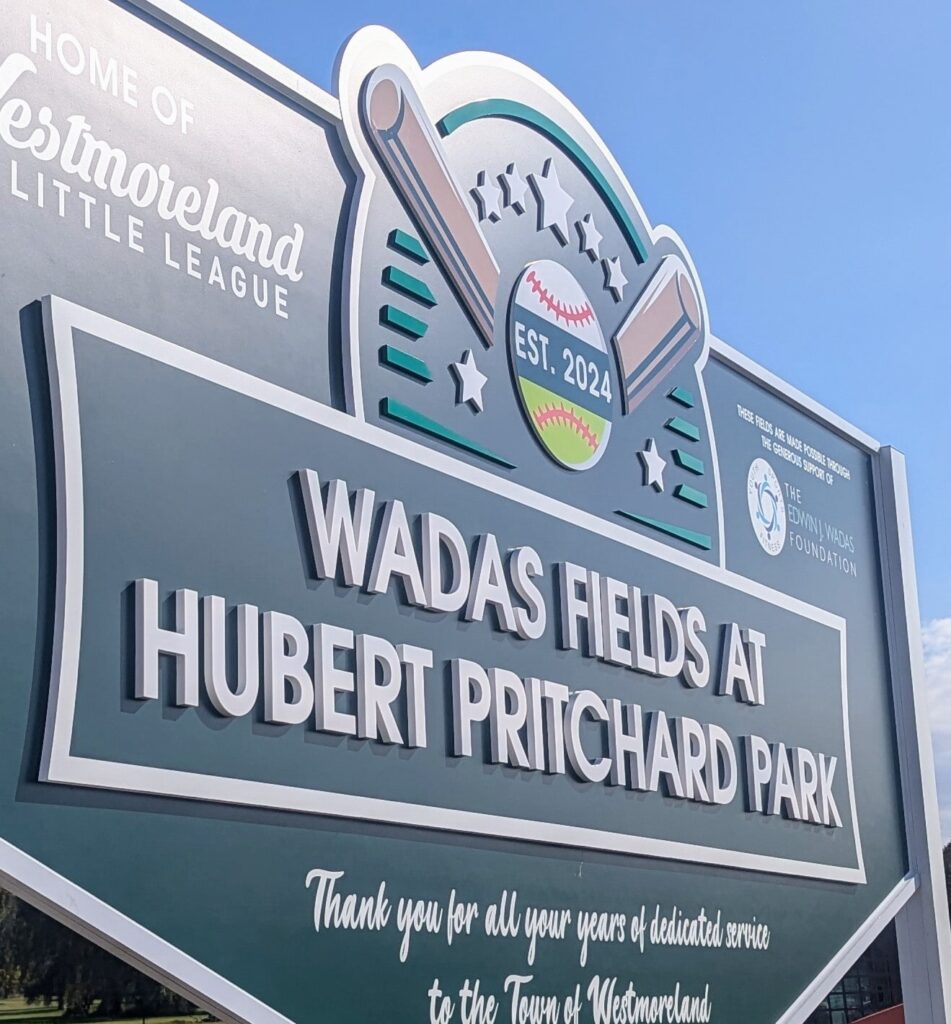 HOME OF
Westmoreland
LITTLE LEAGUE
EST. 2024
THESE FIELDS ARE MADE POSSIBLE THROUGH
THE GENEROUS SUPPORT OF
THE
EDWIN J. WADAS
FOUNDATION
WADAS FIELDS AT
HUBERT PRITCHARD PARK
Thank you for all your years of dedicated service
to the Town of Westmoreland